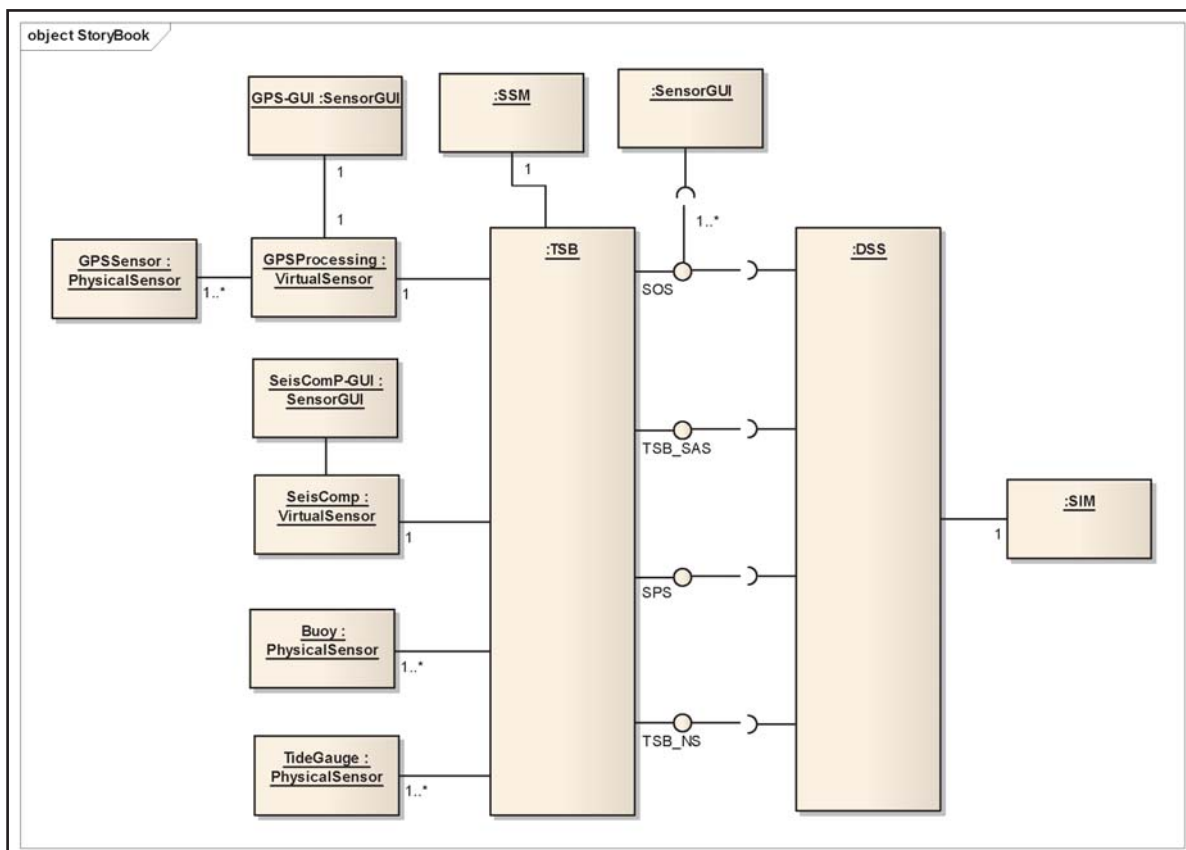 object StoryBook
GPS-GUI :SensorGUI
:SSM
:SensorGUI
1
1
1
1..*
GPSSensor :
PhysicalSensor
1..*
GPSProcessing :
VirtualSensor
1
:TSB
SOS
:DSS
SeisComP-GUI :
SensorGUI
TSB_SAS
SeisComp :
VirtualSensor
1
:SIM
1
SPS
Buoy :
PhysicalSensor
1..*
TSB_NS
TideGauge :
PhysicalSensor
1..*